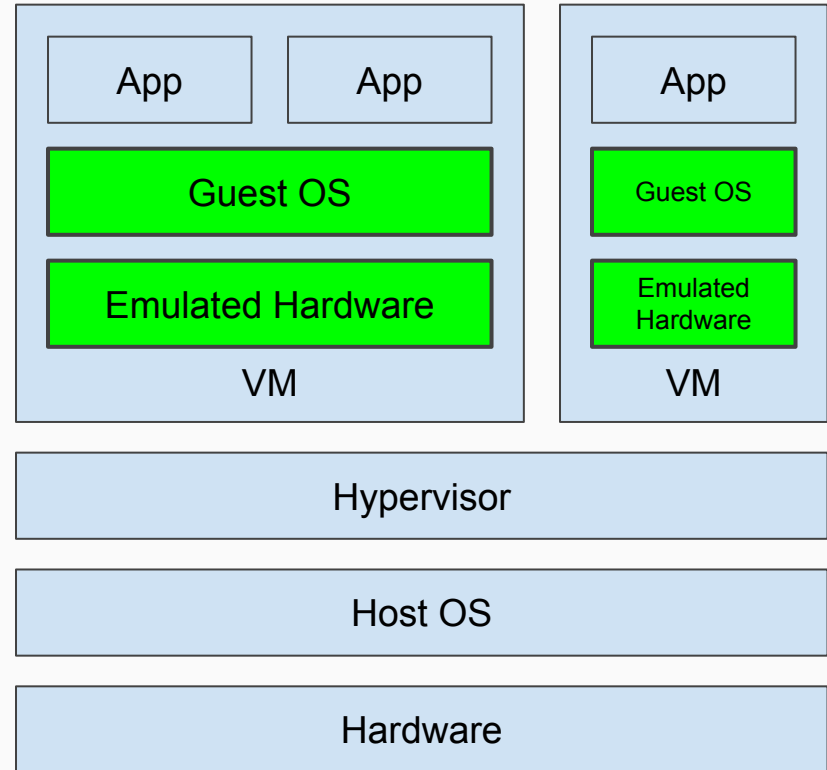 App
App
Guest OS
Emulated Hardware
VM
App
Guest OS
Emulated
Hardware
VM
Hypervisor
Host OS
Hardware